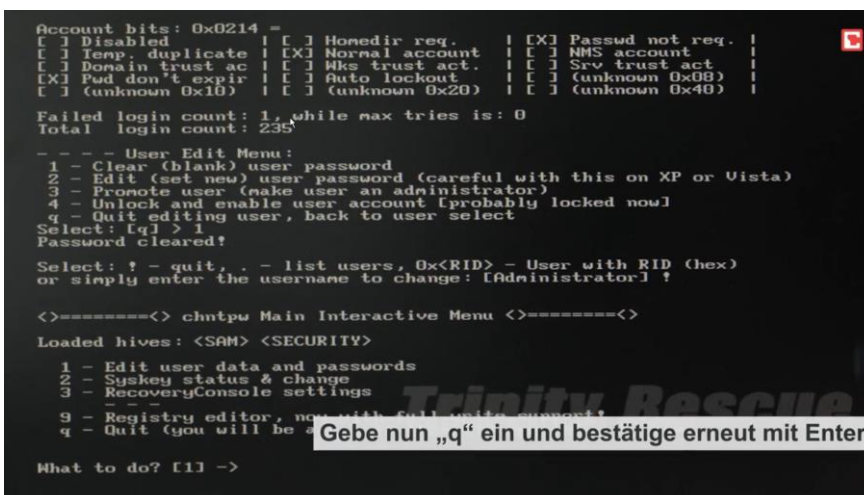 Account bits: 0x0214 =
[ ] Disabled | [ ] Homedir req. | [X] Passwd not req. |
[ ] Temp. duplicate | [X] Normal account | [ ] NMS account |
[ ] Domain trust ac | [ ] Wks trust act. | [ ] Srv trust act |
[X] Pwd don't expir | [ ] Auto lockout | [ ] (unknown 0x08) |
[ ] (unknown 0x10) | [ ] (unknown 0x20) | [ ] (unknown 0x40) |
Failed login count: 1, while max tries is: 0
Total login count: 235
- - - - User Edit Menu:
1 - Clear (blank) user password
2 - Edit (set new) user password (careful with this on XP or Vista)
3 - Promote user (make user an administrator)
4 - Unlock and enable user account [probably locked now]
q - Quit editing user, back to user select
Select: [q] > 1
Password cleared!
Select: ! - quit, . - list users, 0x<RID> - User with RID (hex)
or simply enter the username to change: [Administrator] !
<>========<> chntpw Main Interactive Menu <>========<>
Loaded hives: <SAM> <SECURITY>
1 - Edit user data and passwords
2 - Syskey status & change
3 - RecoveryConsole settings
- - -
9 - Registry editor, now with full write support!
q - Quit (you will be a
What to do? [1] ->
Trinity Rescue
Gebe nun „q“ ein und bestätige erneut mit Enter
C